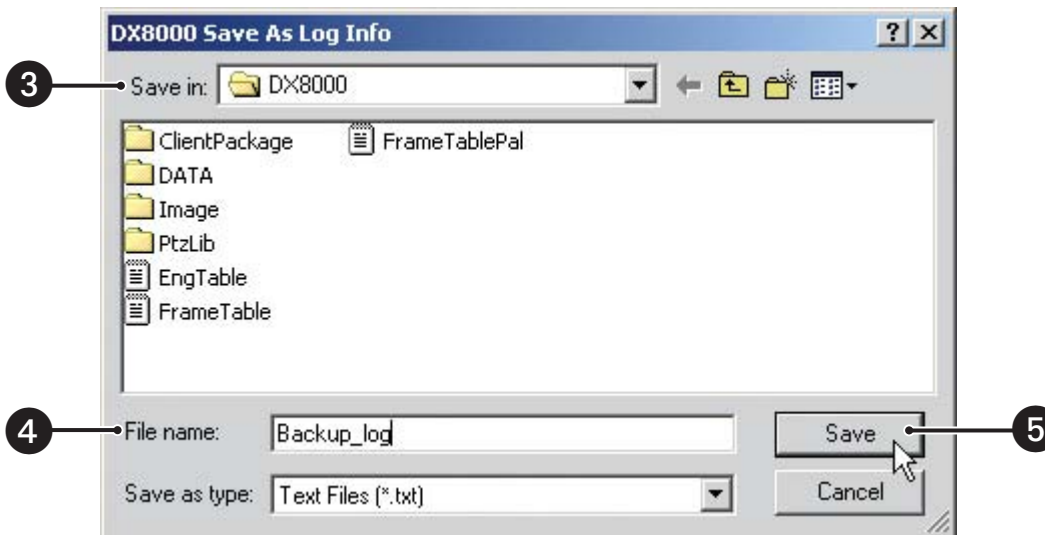 DX8000 Save As Log Info
3
Save in: DX8000
ClientPackage FrameTablePal
DATA
Image
PtzLib
EngTable
FrameTable
4
File name: Backup_log
Save
5
Save as type: Text Files (*.txt)
Cancel